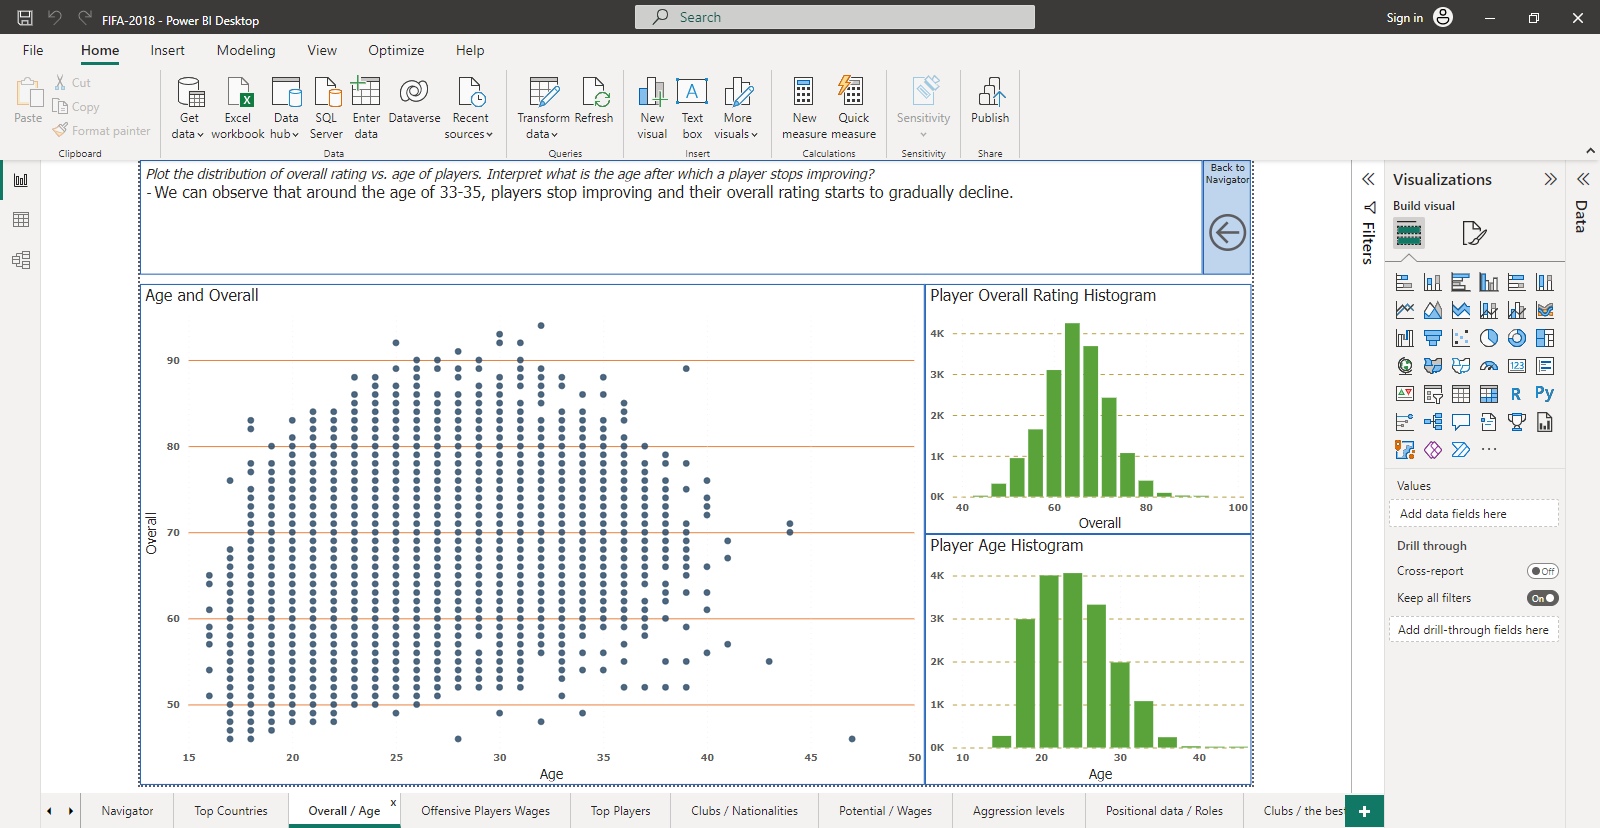 FIFA-2018 - Power BI Desktop
Search
Sign in
File Home Insert Modeling View Optimize Help
Paste
Cut
Copy
Format painter
Clipboard
Get data
Excel workbook
Data hub
SQL Server
Enter data
Dataverse
Recent sources
Data
Transform data
Refresh
Queries
New visual
Text box
More visuals
Insert
New measure
Quick measure
Calculations
Sensitivity
Sensitivity
Publish
Share
Plot the distribution of overall rating vs. age of players. Interpret what is the age after which a player stops improving?
- We can observe that around the age of 33-35, players stop improving and their overall rating starts to gradually decline.
Back to
Navigator
Age and Overall
Overall
90
80
70
60
50
15 20 25 30 35 40 45 50
Age
Player Overall Rating Histogram
4K
3K
2K
1K
0K
40 60 80 100
Overall
Player Age Histogram
4K
3K
2K
1K
0K
10 20 30 40
Age
Filters
Visualizations
Build visual
123
R
Py
Values
Add data fields here
Drill through
Cross-report
Off
Keep all filters
On
Add drill-through fields here
Data
Navigator
Top Countries
Overall / Age
x
Offensive Players Wages
Top Players
Clubs / Nationalities
Potential / Wages
Aggression levels
Positional data / Roles
Clubs / the bes
+